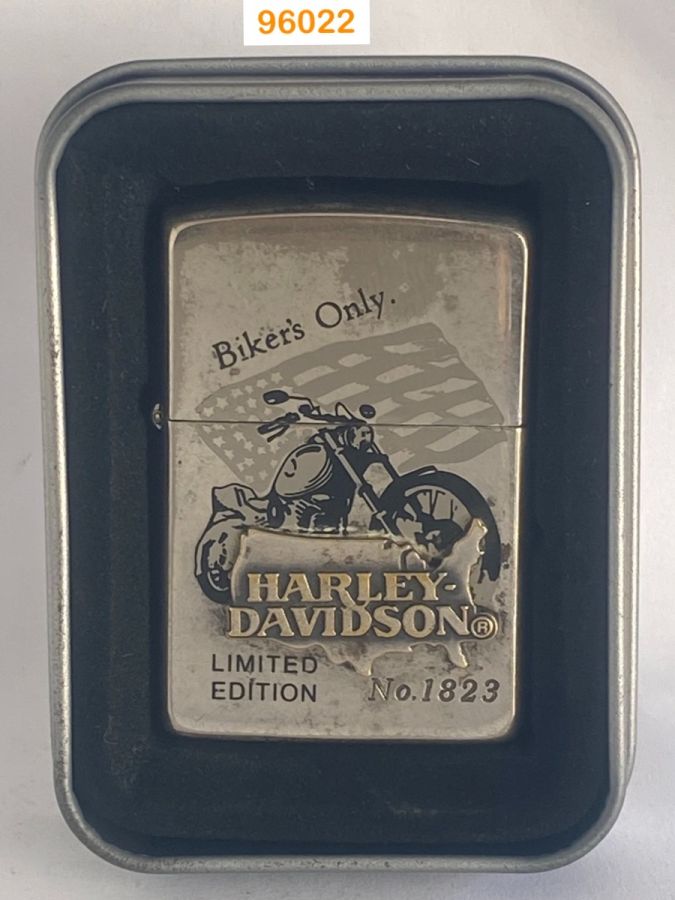 96022
Biker's Only.
HARLEY-
DAVIDSON®
LIMITED
EDITION
No.1823